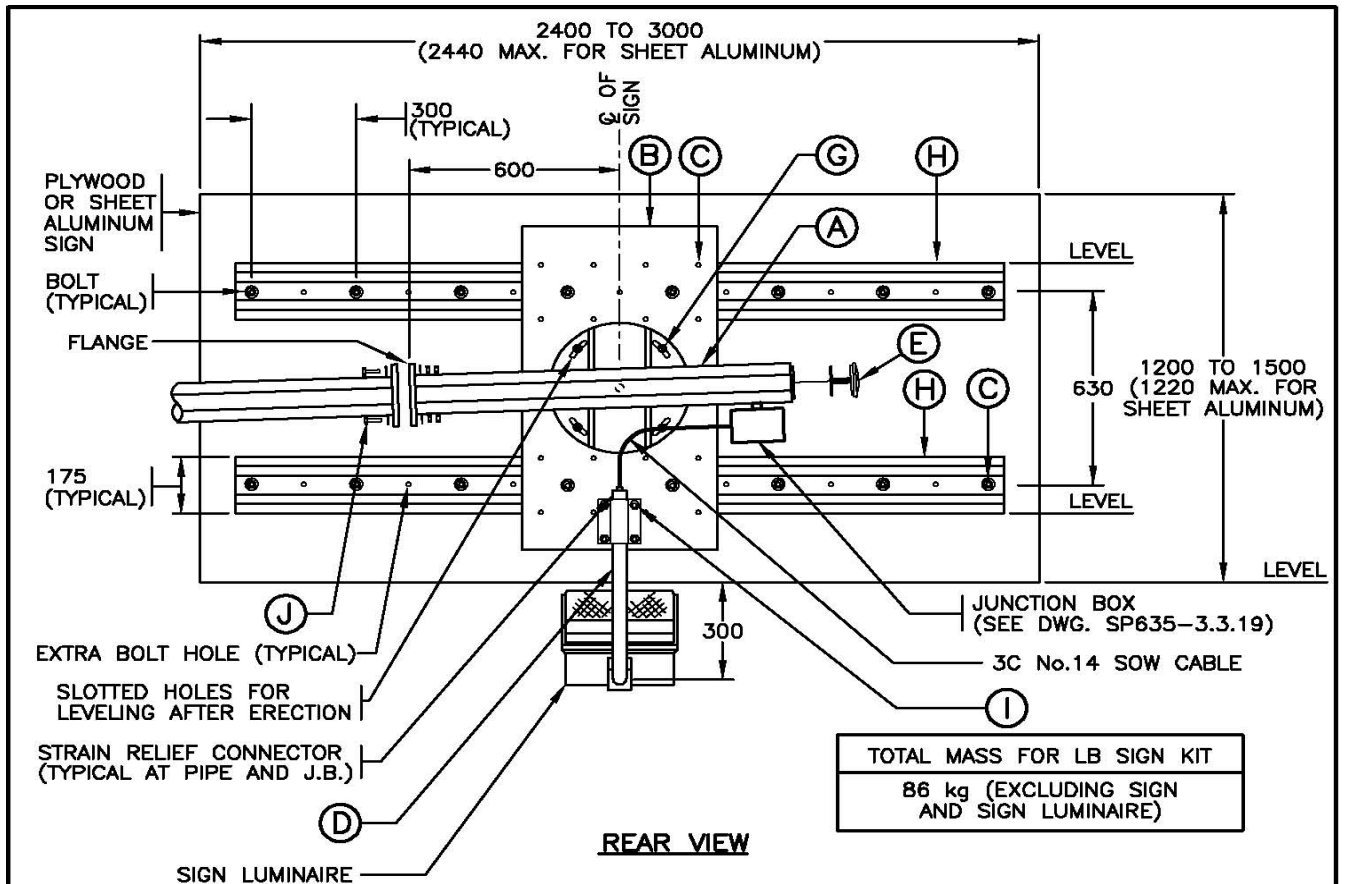 2400 TO 3000
(2440 MAX. FOR SHEET ALUMINUM)
℄ OF
SIGN
300
(TYPICAL)
600
B
C
G
H
PLYWOOD
OR SHEET
ALUMINUM
SIGN
A
LEVEL
BOLT
(TYPICAL)
FLANGE
E
H
C
630
1200 TO 1500
(1220 MAX. FOR
SHEET ALUMINUM)
175
(TYPICAL)
LEVEL
LEVEL
J
300
JUNCTION BOX
(SEE DWG. SP635-3.3.19)
EXTRA BOLT HOLE (TYPICAL)
3C No.14 SOW CABLE
SLOTTED HOLES FOR
LEVELING AFTER ERECTION
I
STRAIN RELIEF CONNECTOR
(TYPICAL AT PIPE AND J.B.)
TOTAL MASS FOR LB SIGN KIT
86 kg (EXCLUDING SIGN
AND SIGN LUMINAIRE)
D
REAR VIEW
SIGN LUMINAIRE